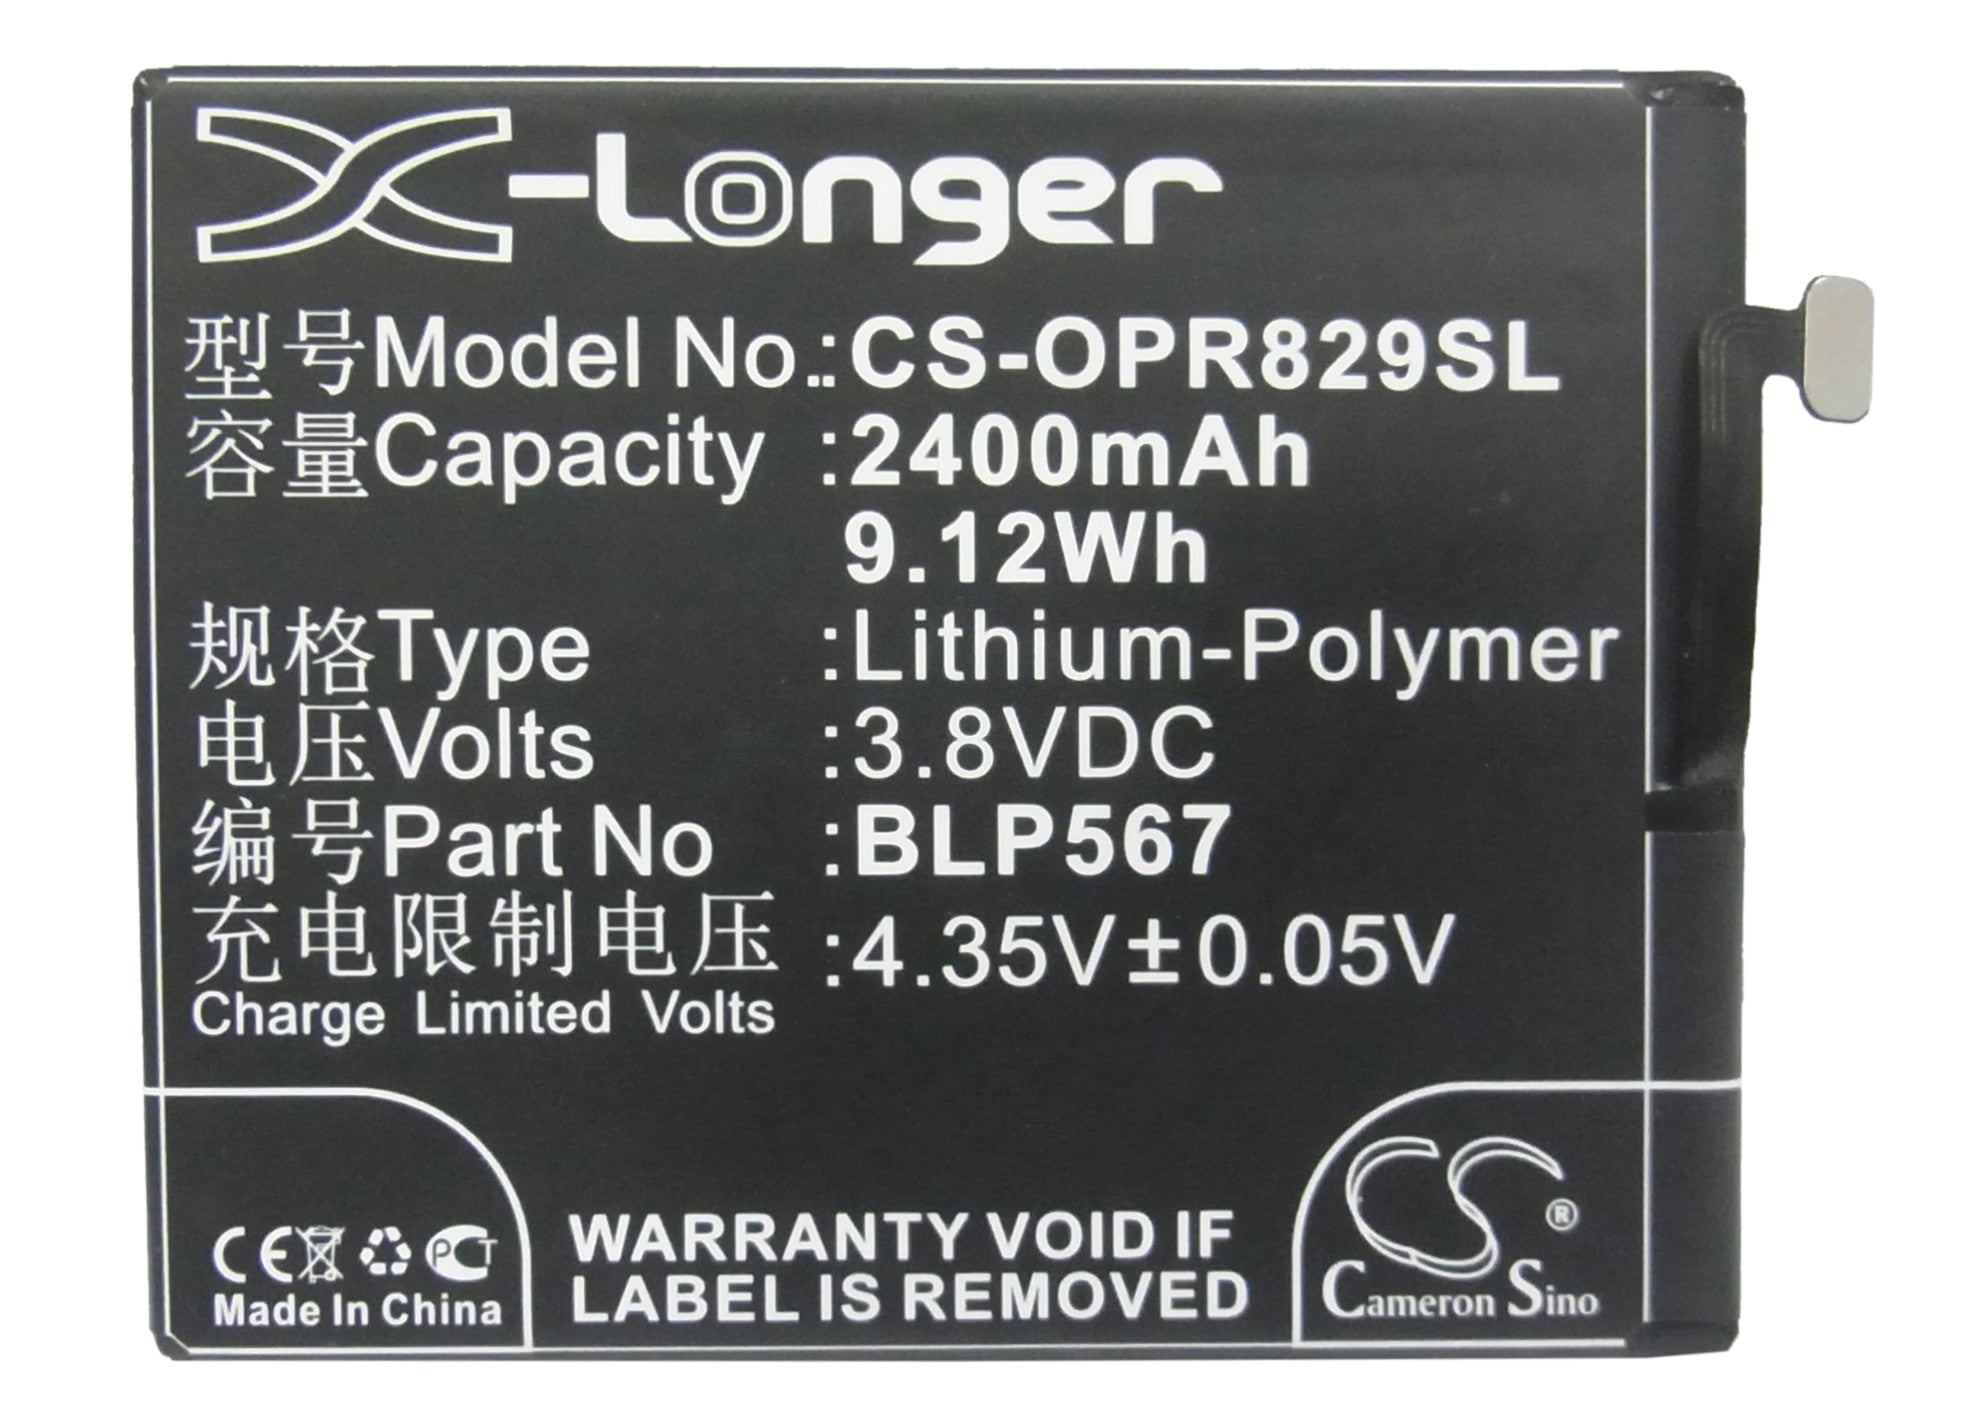 X-Longer
型号Model No.:CS-OPR829SL
容量Capacity :2400mAh
9.12Wh
规格Type :Lithium-Polymer
电压Volts :3.8VDC
编号Part No :BLP567
充电限制电压 :4.35V±0.05V
Charge Limited Volts
CE PCT
Made In China
WARRANTY VOID IF
LABEL IS REMOVED
CS ®
Cameron Sino